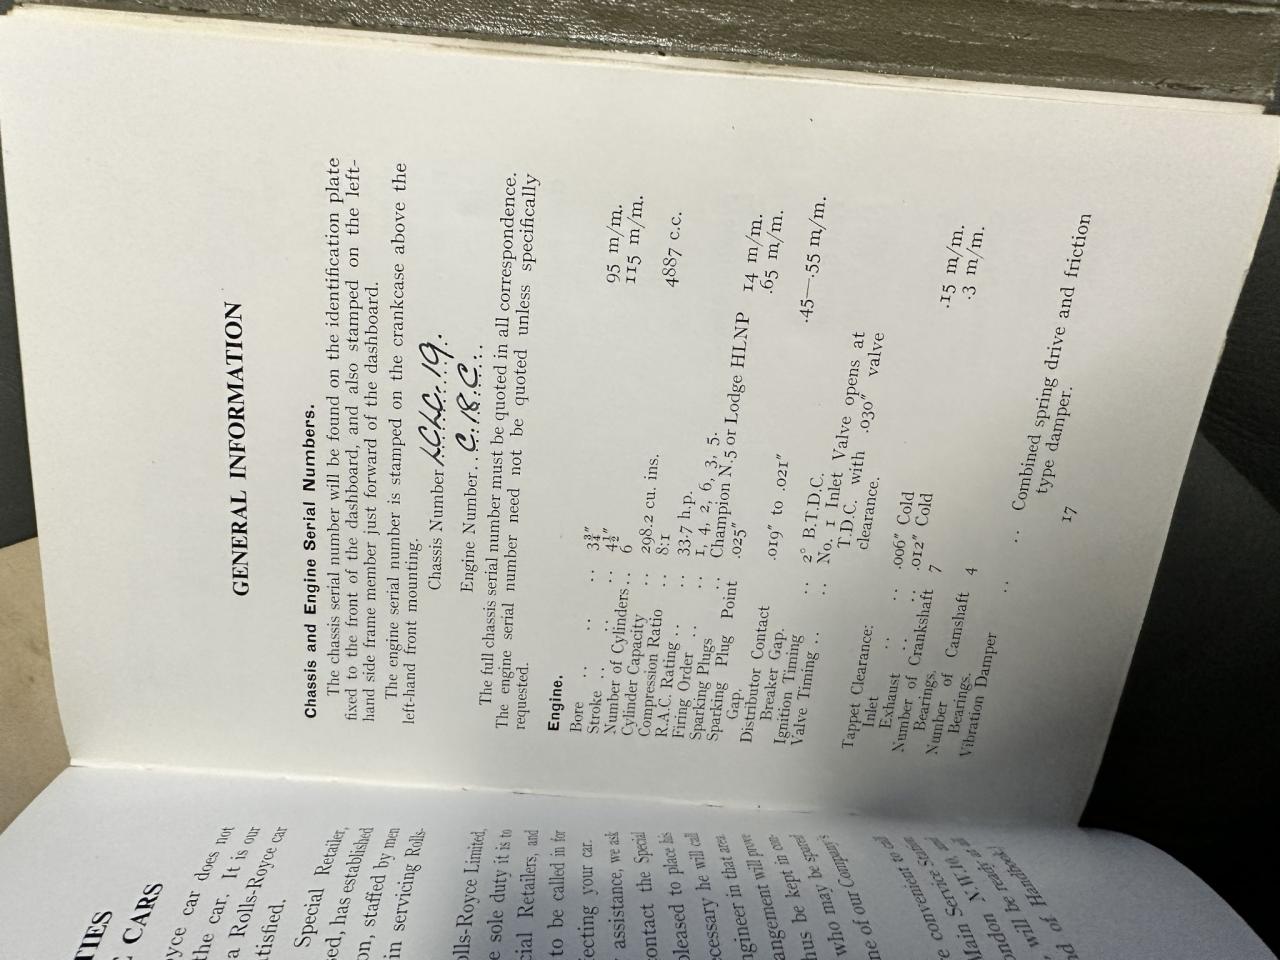 TIES
E CARS
oyce car does not
the car. It is our
a Rolls-Royce car
atisfied.
Special Retailer,
ed, has established
on, staffed by men
in servicing Rolls-
olls-Royce Limited,
e sole duty it is to
cial Retailers, and
to be called in for
ecting your car.
assistance, we ask
ontact the Special
pleased to place his
ecessary he will call
ngineer in that area.
angement will prove
hus be kept in con-
who may be spared
ne of our Company's
e convenient to call
Main Service
N.W.10,
ondon ready
will be
d of Handbook.)
GENERAL INFORMATION
Chassis and Engine Serial Numbers.
The chassis serial number will be found on the identification plate
fixed to the front of the dashboard, and also stamped on the left-
hand side frame member just forward of the dashboard.
The engine serial number is stamped on the crankcase above the
left-hand front mounting.
Chassis Number LCLC. 19.
Engine Number C. 18. C.
The full chassis serial number must be quoted in all correspondence.
The engine serial number need not be quoted unless specifically
requested.
Engine.
Bore .. .. .. 3¾″ 95 m/m.
Stroke .. .. .. 4½″ 115 m/m.
Number of Cylinders .. 6
Cylinder Capacity .. 298.2 cu. ins. 4887 c.c.
Compression Ratio .. 8:1
R.A.C. Rating .. .. 33.7 h.p.
Firing Order .. .. 1, 4, 2, 6, 3, 5.
Sparking Plugs .. Champion N.5 or Lodge HLNP 14 m/m.
Sparking Plug Point .025″ .65 m/m.
Gap.
Distributor Contact .019″ to .021″ .45—.55 m/m.
Breaker Gap.
Ignition Timing .. 2° B.T.D.C.
Valve Timing .. .. No. 1 Inlet Valve opens at
T.D.C. with .030″ valve
clearance.
Tappet Clearance:
Inlet .. .. .006″ Cold .15 m/m.
Exhaust .. .. .012″ Cold .3 m/m.
Number of Crankshaft 7
Bearings.
Number of Camshaft 4
Bearings.
Vibration Damper .. .. Combined spring drive and friction
type damper.
17